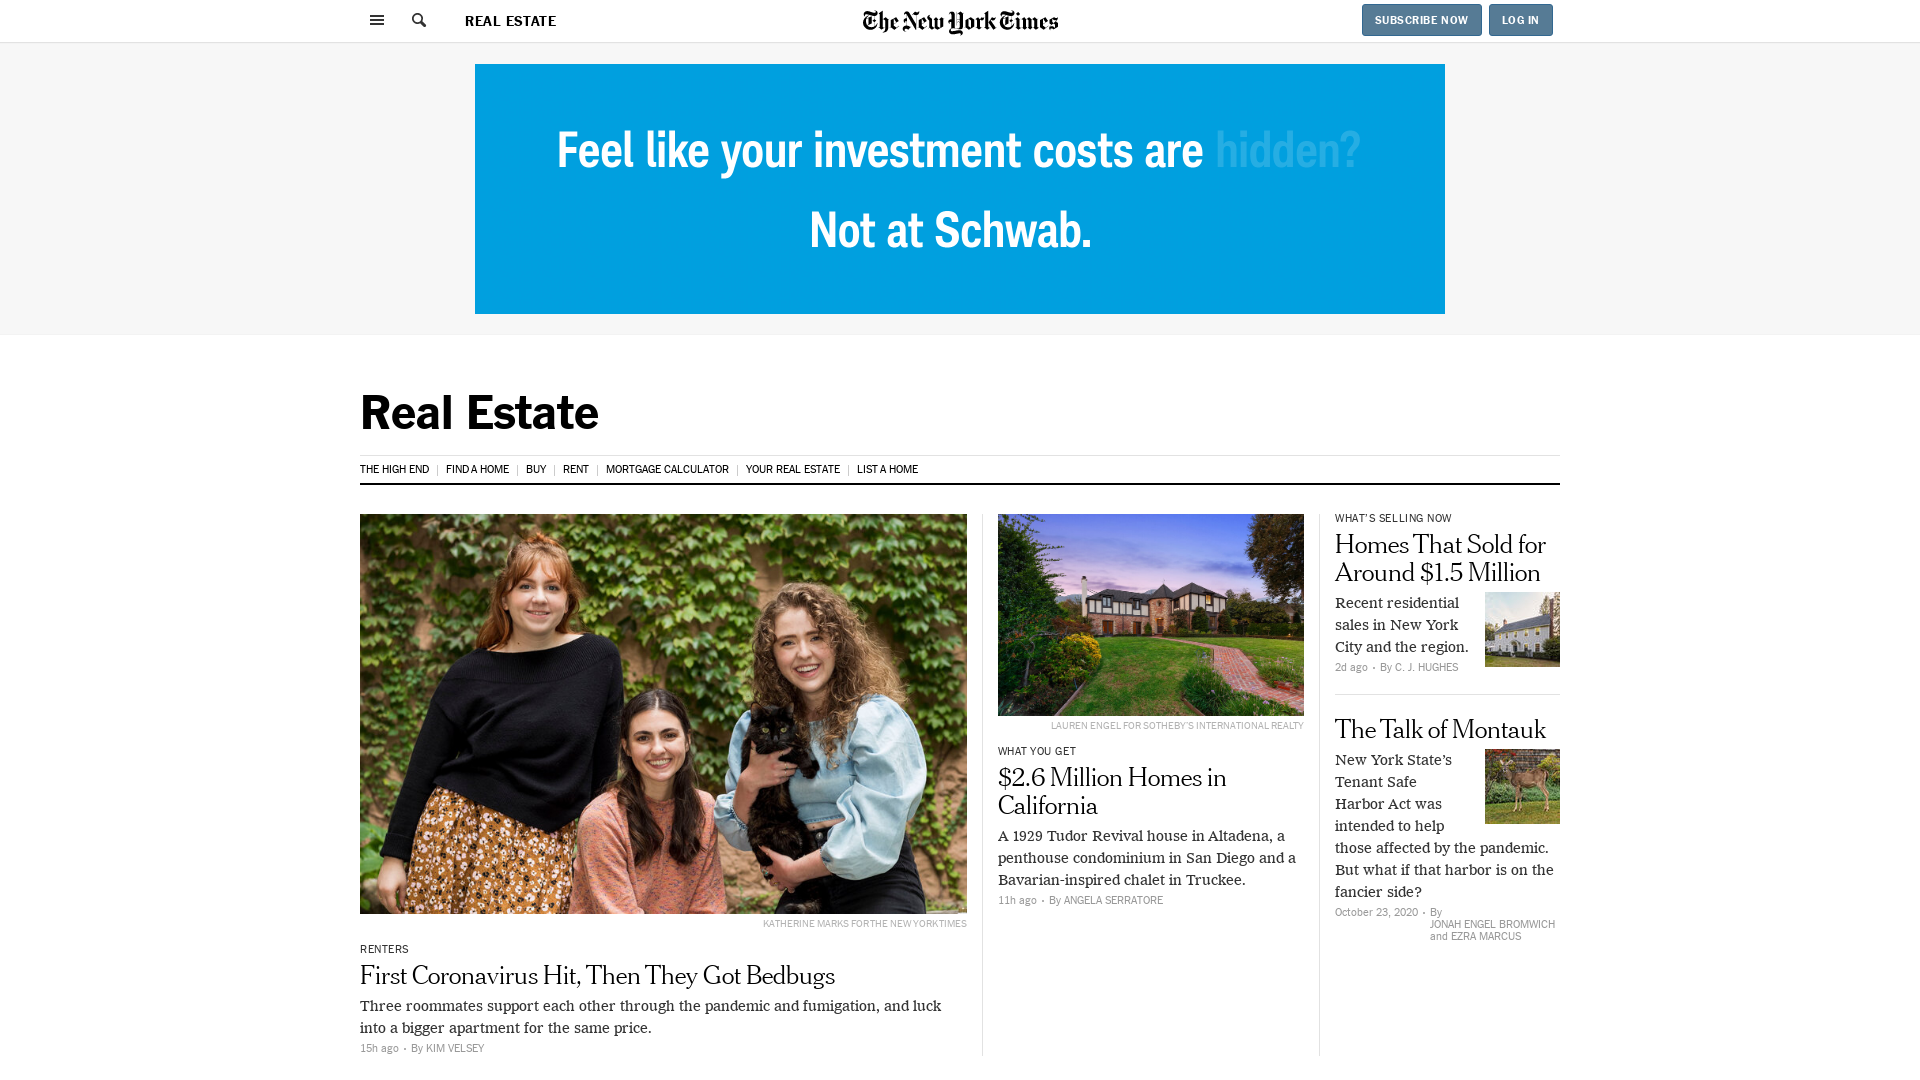 REAL ESTATE
The New York Times
SUBSCRIBE NOW
LOG IN
Feel like your investment costs are hidden?
Not at Schwab.
Real Estate
THE HIGH END
FIND A HOME
BUY
RENT
MORTGAGE CALCULATOR
YOUR REAL ESTATE
LIST A HOME
KATHERINE MARKS FOR THE NEW YORK TIMES
RENTERS
First Coronavirus Hit, Then They Got Bedbugs
Three roommates support each other through the pandemic and fumigation, and luck
into a bigger apartment for the same price.
15h ago • By KIM VELSEY
LAUREN ENGEL FOR SOTHEBY'S INTERNATIONAL REALTY
WHAT YOU GET
$2.6 Million Homes in
California
A 1929 Tudor Revival house in Altadena, a
penthouse condominium in San Diego and a
Bavarian-inspired chalet in Truckee.
11h ago • By ANGELA SERRATORE
WHAT'S SELLING NOW
Homes That Sold for
Around $1.5 Million
Recent residential
sales in New York
City and the region.
2d ago • By C. J. HUGHES
The Talk of Montauk
New York State’s
Tenant Safe
Harbor Act was
intended to help
those affected by the pandemic.
But what if that harbor is on the
fancier side?
October 23, 2020 • By
JONAH ENGEL BROMWICH
and EZRA MARCUS